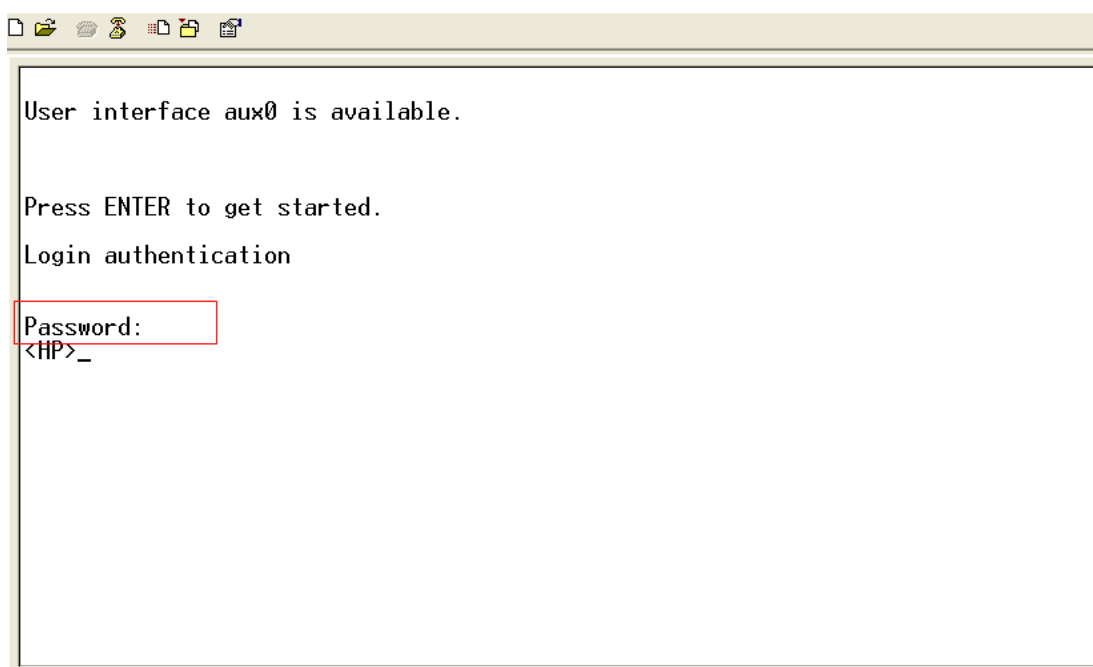 User interface aux0 is available.
Press ENTER to get started.
Login authentication
Password:
<HP>_